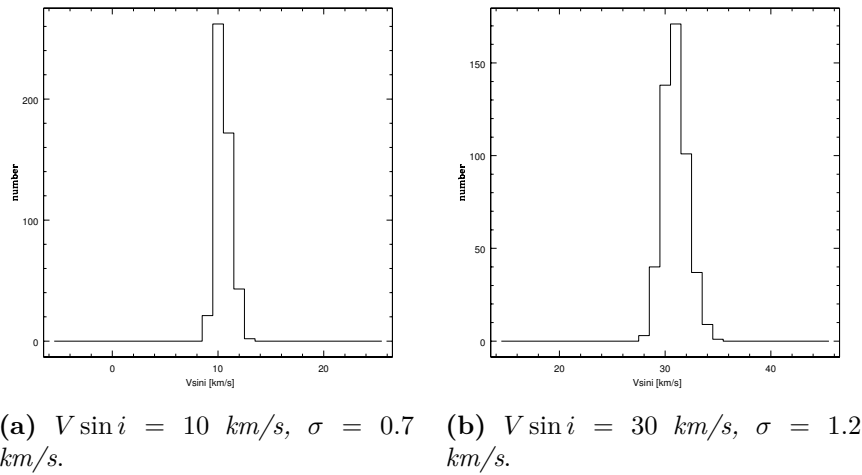 number
200
100
0
0
10
20
Vsini [km/s]
number
150
100
50
0
20
30
40
Vsini [km/s]
(a) V sin i = 10 km/s, σ = 0.7
km/s.
(b) V sin i = 30 km/s, σ = 1.2
km/s.